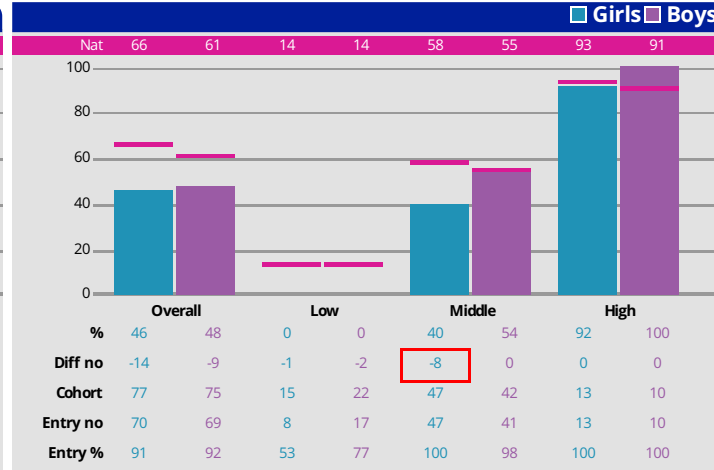 Girls Boys
Nat 66 61 14 14 58 55 93 91
100
80
60
40
20
0
Overall Low Middle High
% 46 48 0 0 40 54 92 100
Diff no -14 -9 -1 -2 -8 0 0 0
Cohort 77 75 15 22 47 42 13 10
Entry no 70 69 8 17 47 41 13 10
Entry % 91 92 53 77 100 98 100 100